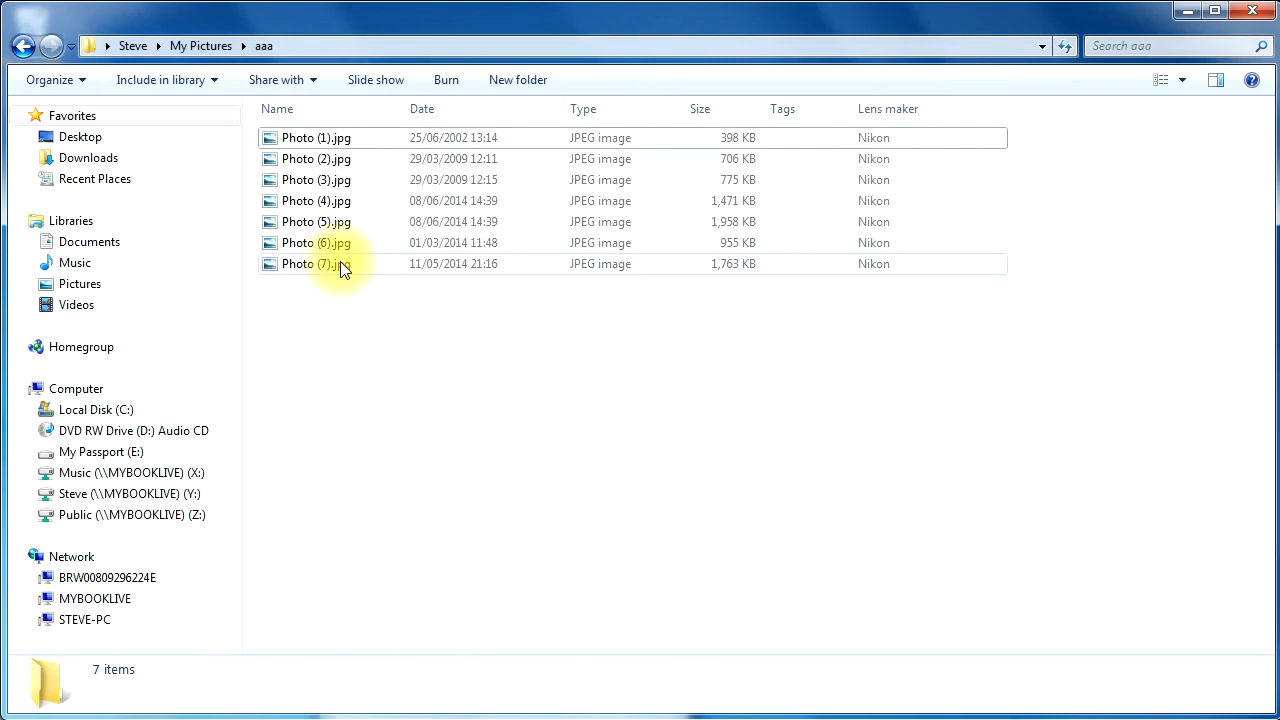 Steve My Pictures aaa
Search aaa
Organize Include in library Share with Slide show Burn New folder
Favorites
Desktop
Downloads
Recent Places
Libraries
Documents
Music
Pictures
Videos
Homegroup
Computer
Local Disk (C:)
DVD RW Drive (D:) Audio CD
My Passport (E:)
Music (\\MYBOOKLIVE) (X:)
Steve (\\MYBOOKLIVE) (Y:)
Public (\\MYBOOKLIVE) (Z:)
Network
BRW00809296224E
MYBOOKLIVE
STEVE-PC
Name Date Type Size Tags Lens maker
Photo (1).jpg 25/06/2002 13:14 JPEG image 398 KB Nikon
Photo (2).jpg 29/03/2009 12:11 JPEG image 706 KB Nikon
Photo (3).jpg 29/03/2009 12:15 JPEG image 775 KB Nikon
Photo (4).jpg 08/06/2014 14:39 JPEG image 1,471 KB Nikon
Photo (5).jpg 08/06/2014 14:39 JPEG image 1,958 KB Nikon
Photo (6).jpg 01/03/2014 11:48 JPEG image 955 KB Nikon
Photo (7).jpg 11/05/2014 21:16 JPEG image 1,763 KB Nikon
7 items